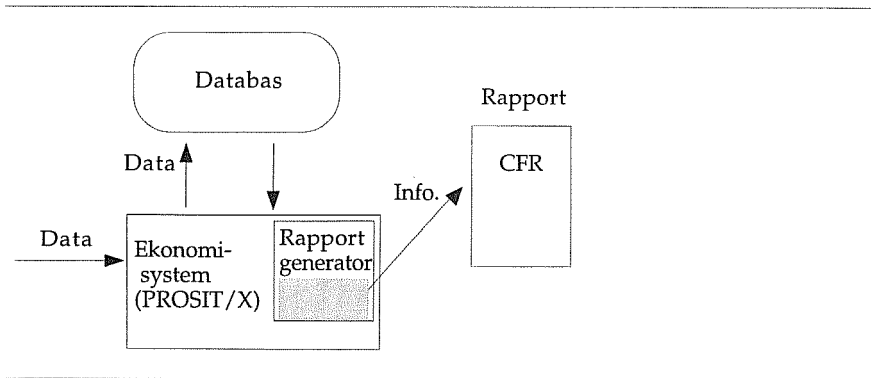 Databas
Rapport
Data
CFR
Info.
Data
Ekonomi-
system
(PROSIT/X)
Rapport
generator